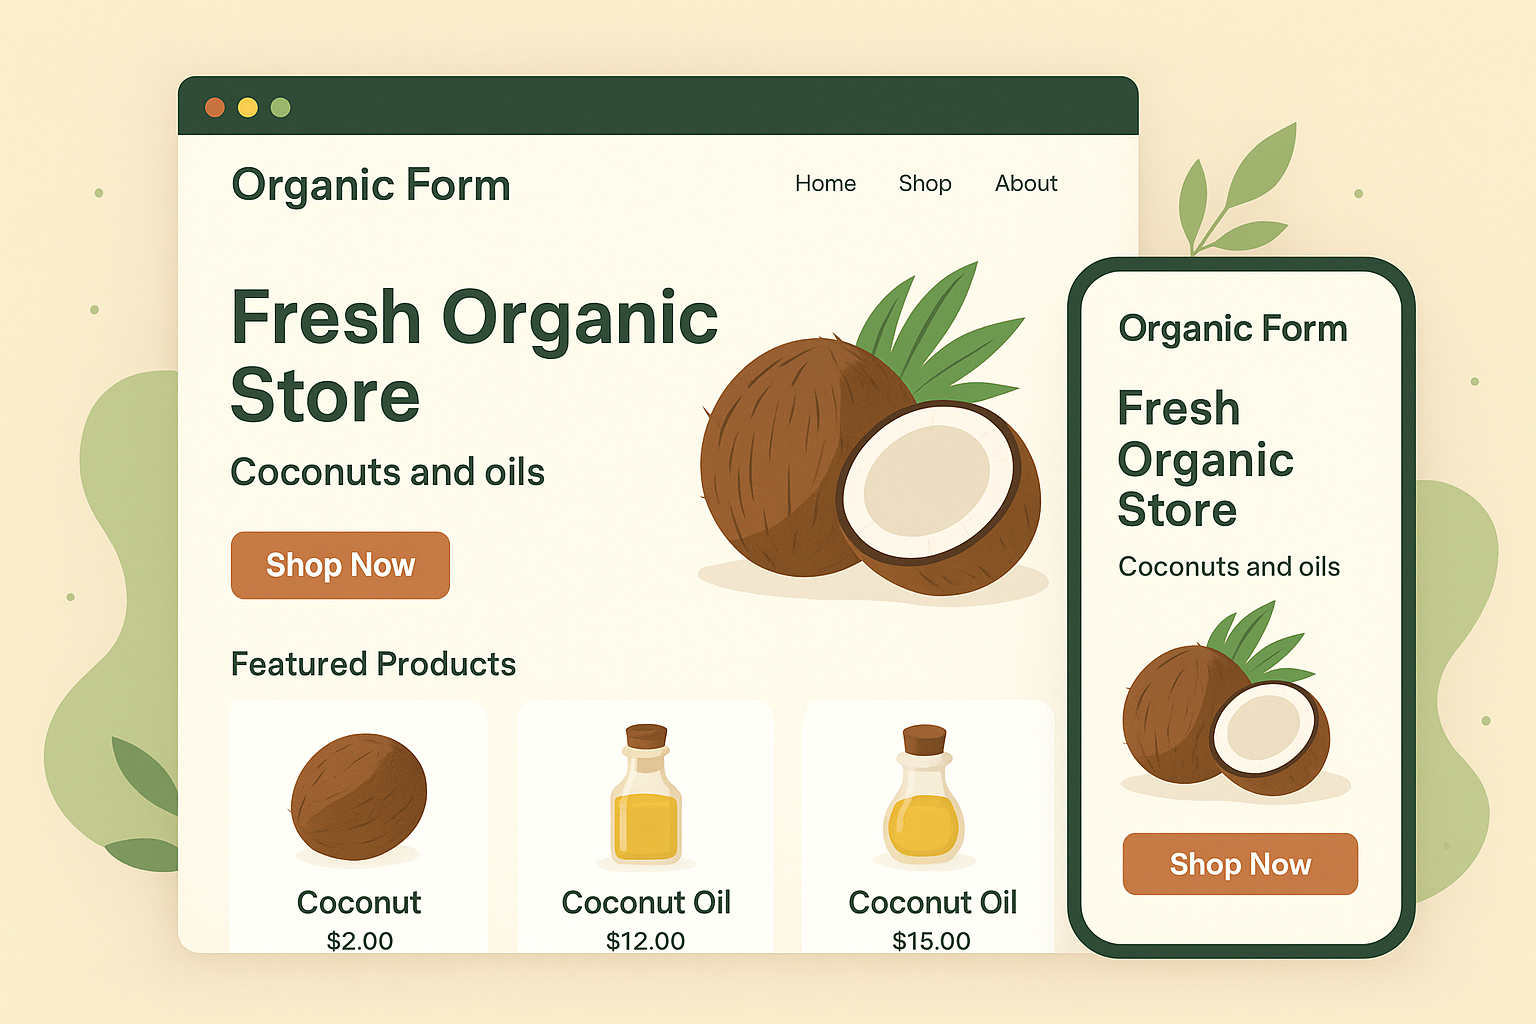 Organic Form
Home Shop About
Fresh Organic
Store
Coconuts and oils
Shop Now
Featured Products
Coconut
$2.00
Coconut Oil
$12.00
Coconut Oil
$15.00
Organic Form
Fresh
Organic
Store
Coconuts and oils
Shop Now